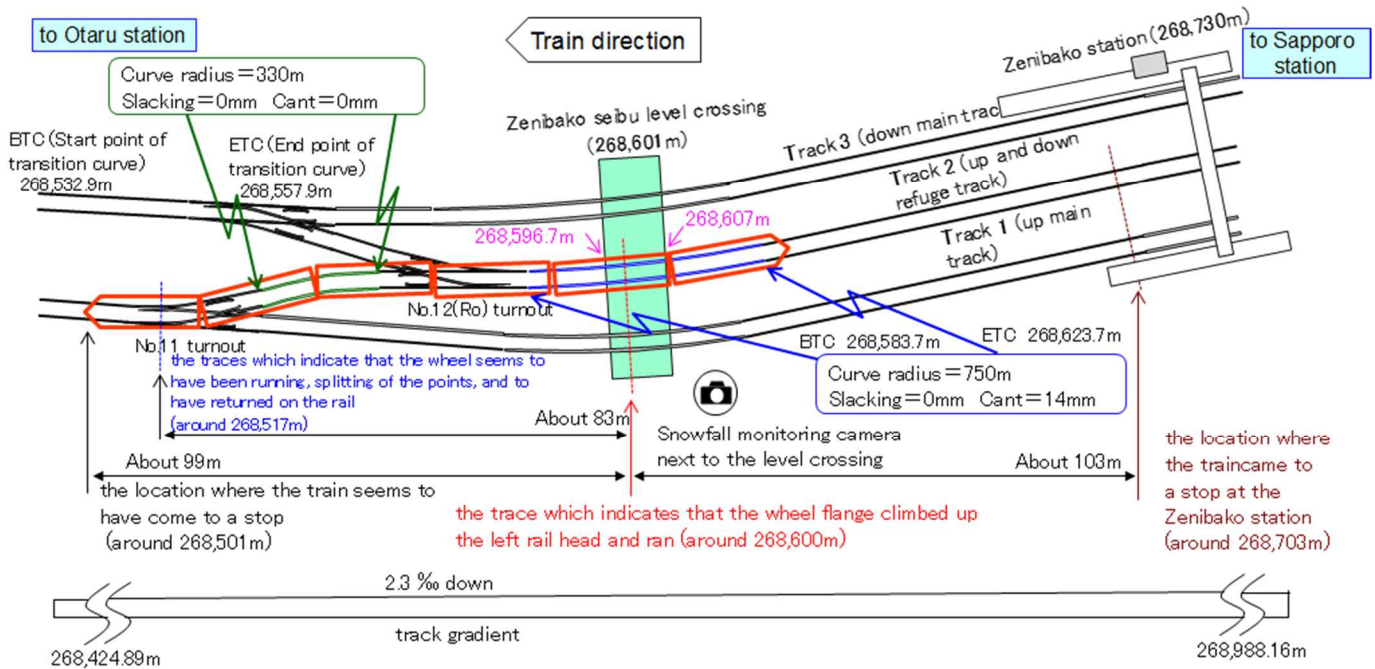 to Otaru station
Train direction
Zenibako station(268,730m)
to Sapporo
station
Curve radius＝330m
Slacking＝0mm Cant＝0mm
Zenibako seibu level crossing
(268,601m)
BTC(Start point of
transition curve)
268,532.9m
ETC(End point of
transition curve)
268,557.9m
Track 3 (down main trac
Track 2 (up and down
refuge track)
Track 1 (up main
track)
268,596.7m
268,607m
No.12(Ro) turnout
No.11 turnout
BTC 268,583.7m
ETC 268,623.7m
Curve radius＝750m
Slacking＝0mm Cant＝14mm
the traces which indicate that the wheel seems to
have been running, splitting of the points, and to
have returned on the rail
(around 268,517m)
About 83m
Snowfall monitoring camera
next to the level crossing
About 99m
About 103m
the location where the train seems to
have come to a stop
(around 268,501m)
the trace which indicates that the wheel flange climbed up
the left rail head and ran (around 268,600m)
the location where
the traincame to
a stop at the
Zenibako station
(around 268,703m)
2.3 ‰ down
track gradient
268,424.89m
268,988.16m